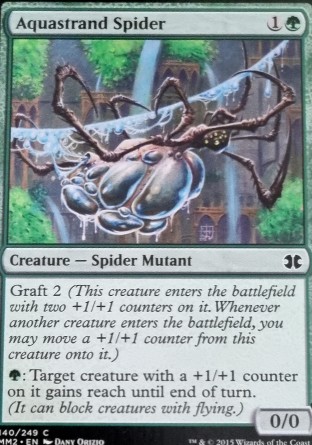 Aquastrand Spider 1
Creature — Spider Mutant
Graft 2 (This creature enters the battlefield
with two +1/+1 counters on it. Whenever
another creature enters the battlefield, you
may move a +1/+1 counter from this
creature onto it.)
: Target creature with a +1/+1 counter
on it gains reach until end of turn.
(It can block creatures with flying.)
0/0
140/249 C
MM2 • EN Dany Orizio
™ & © 2015 Wizards of the Coast